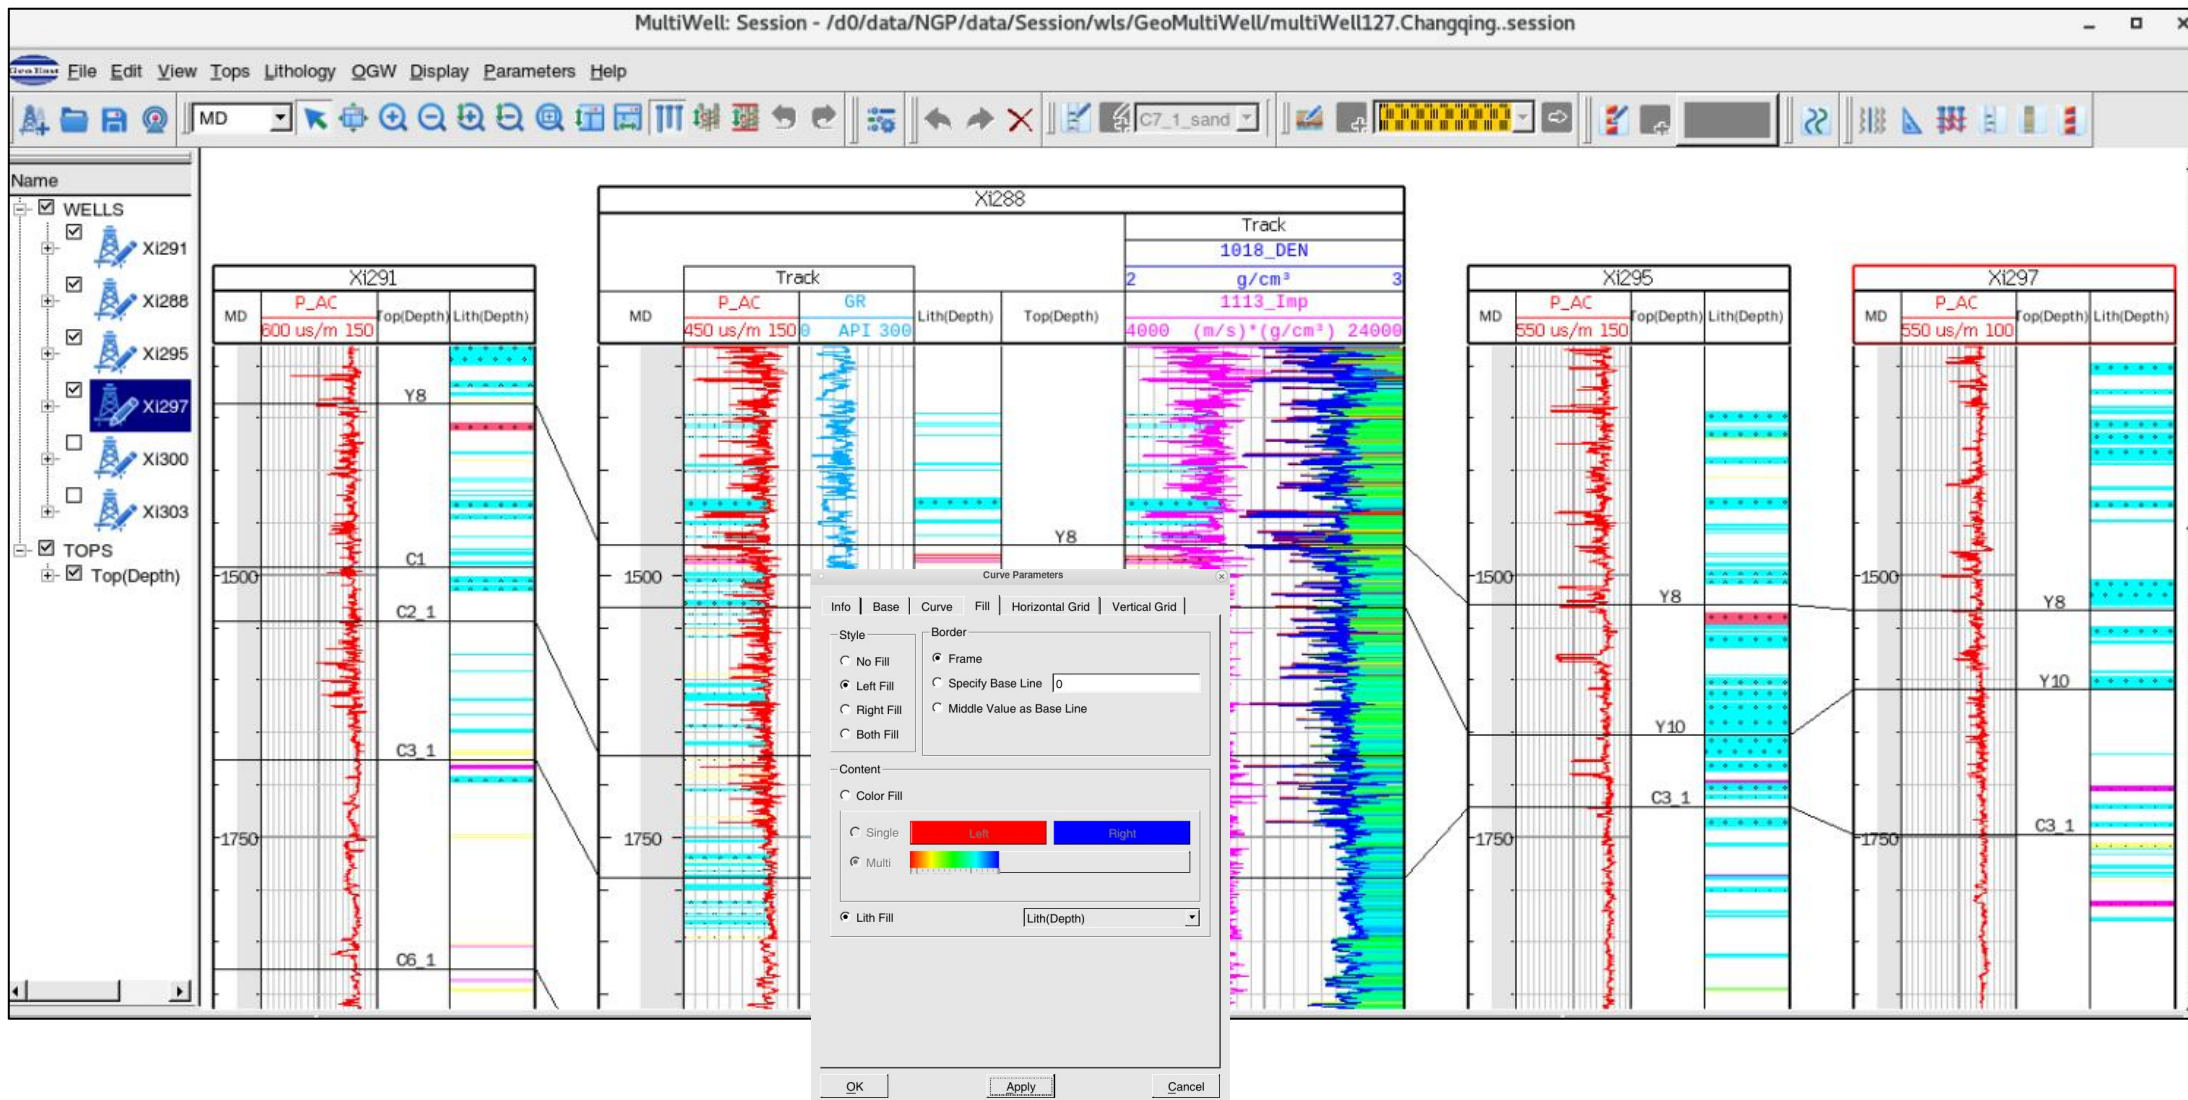 MultiWell: Session - /d0/data/NGP/data/Session/wls/GeoMultiWell/multiWell127.Changqing..session
Geo East File Edit View Tops Lithology OGW Display Parameters Help
MD
C7_1_sand
Name
WELLS
Xi291
Xi288
Xi295
Xi297
Xi300
Xi303
TOPS
Top(Depth)
Xi291
MD P_AC Top(Depth) Lith(Depth)
600 us/m 150
Y8
C1
1500
C2_1
C3_1
1750
C6_1
Xi288
Track
1018_DEN
2 g/cm³ 3
1113_Imp
4000 (m/s)*(g/cm³) 24000
Track
MD P_AC GR Lith(Depth) Top(Depth)
450 us/m 150 0 API 300
Y8
1500
1750
Xi295
MD P_AC Top(Depth) Lith(Depth)
550 us/m 150
1500
Y8
Y10
C3_1
1750
Xi297
MD P_AC Top(Depth) Lith(Depth)
550 us/m 100
1500
Y8
Y10
C3_1
1750
Curve Parameters
Info Base Curve Fill Horizontal Grid Vertical Grid
Style
No Fill
Left Fill
Right Fill
Both Fill
Border
Frame
Specify Base Line 0
Middle Value as Base Line
Content
Color Fill
Single Left Right
Multi
Lith Fill Lith(Depth)
OK Apply Cancel